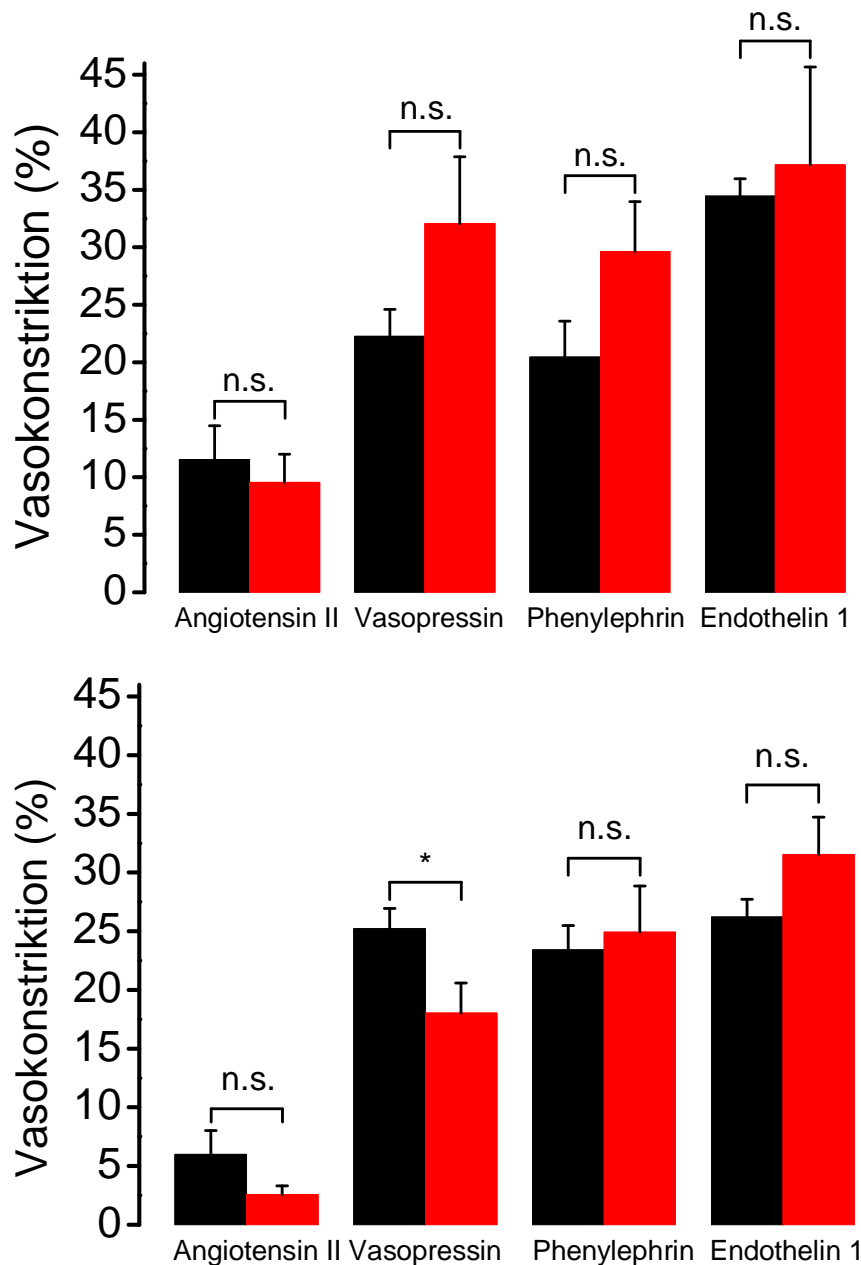 n.s.
45
n.s.
40
n.s.
35
30
25
20
n.s.
15
10
5
0
Vasokonstriktion (%)
Angiotensin II Vasopressin Phenylephrin Endothelin 1
45
40
n.s.
35
n.s.
30
*
25
20
15
n.s.
10
5
0
Vasokonstriktion (%)
Angiotensin II Vasopressin Phenylephrin Endothelin 1